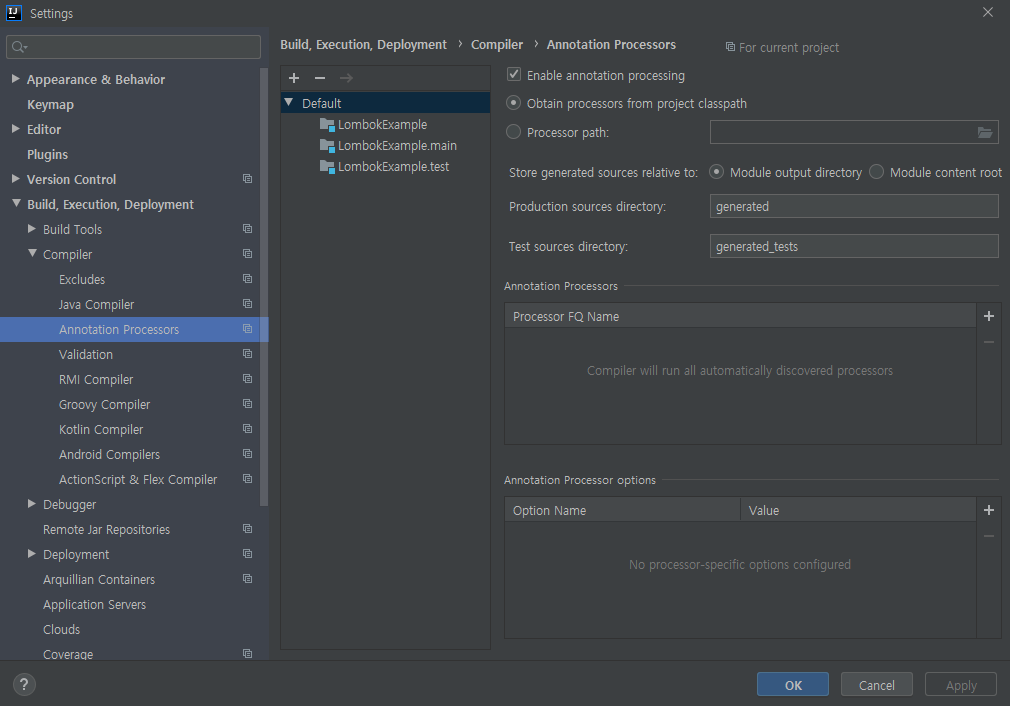 IJ
Settings
Appearance & Behavior
Keymap
Editor
Plugins
Version Control
Build, Execution, Deployment
Build Tools
Compiler
Excludes
Java Compiler
Annotation Processors
Validation
RMI Compiler
Groovy Compiler
Kotlin Compiler
Android Compilers
ActionScript & Flex Compiler
Debugger
Remote Jar Repositories
Deployment
Arquillian Containers
Application Servers
Clouds
Coverage
Build, Execution, Deployment › Compiler › Annotation Processors
For current project
Default
LombokExample
LombokExample.main
LombokExample.test
Enable annotation processing
Obtain processors from project classpath
Processor path:
Store generated sources relative to: Module output directory Module content root
Production sources directory: generated
Test sources directory: generated_tests
Annotation Processors
Processor FQ Name
Compiler will run all automatically discovered processors
Annotation Processor options
Option Name Value
No processor-specific options configured
?
OK Cancel Apply